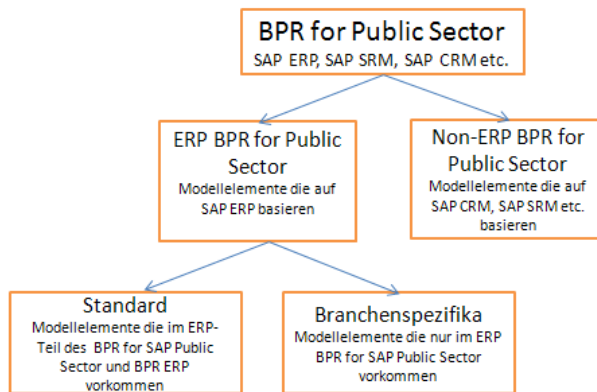 BPR for Public Sector
SAP ERP, SAP SRM, SAP CRM etc.
ERP BPR for Public
Sector
Modellelemente die auf
SAP ERP basieren
Non-ERP BPR for
Public Sector
Modellelemente die auf
SAP CRM, SAP SRM etc.
basieren
Standard
Modellelemente die im ERP-
Teil des BPR for SAP Public
Sector und BPR ERP
vorkommen
Branchenspezifika
Modellelemente die nur im ERP
BPR for SAP Public Sector
vorkommen